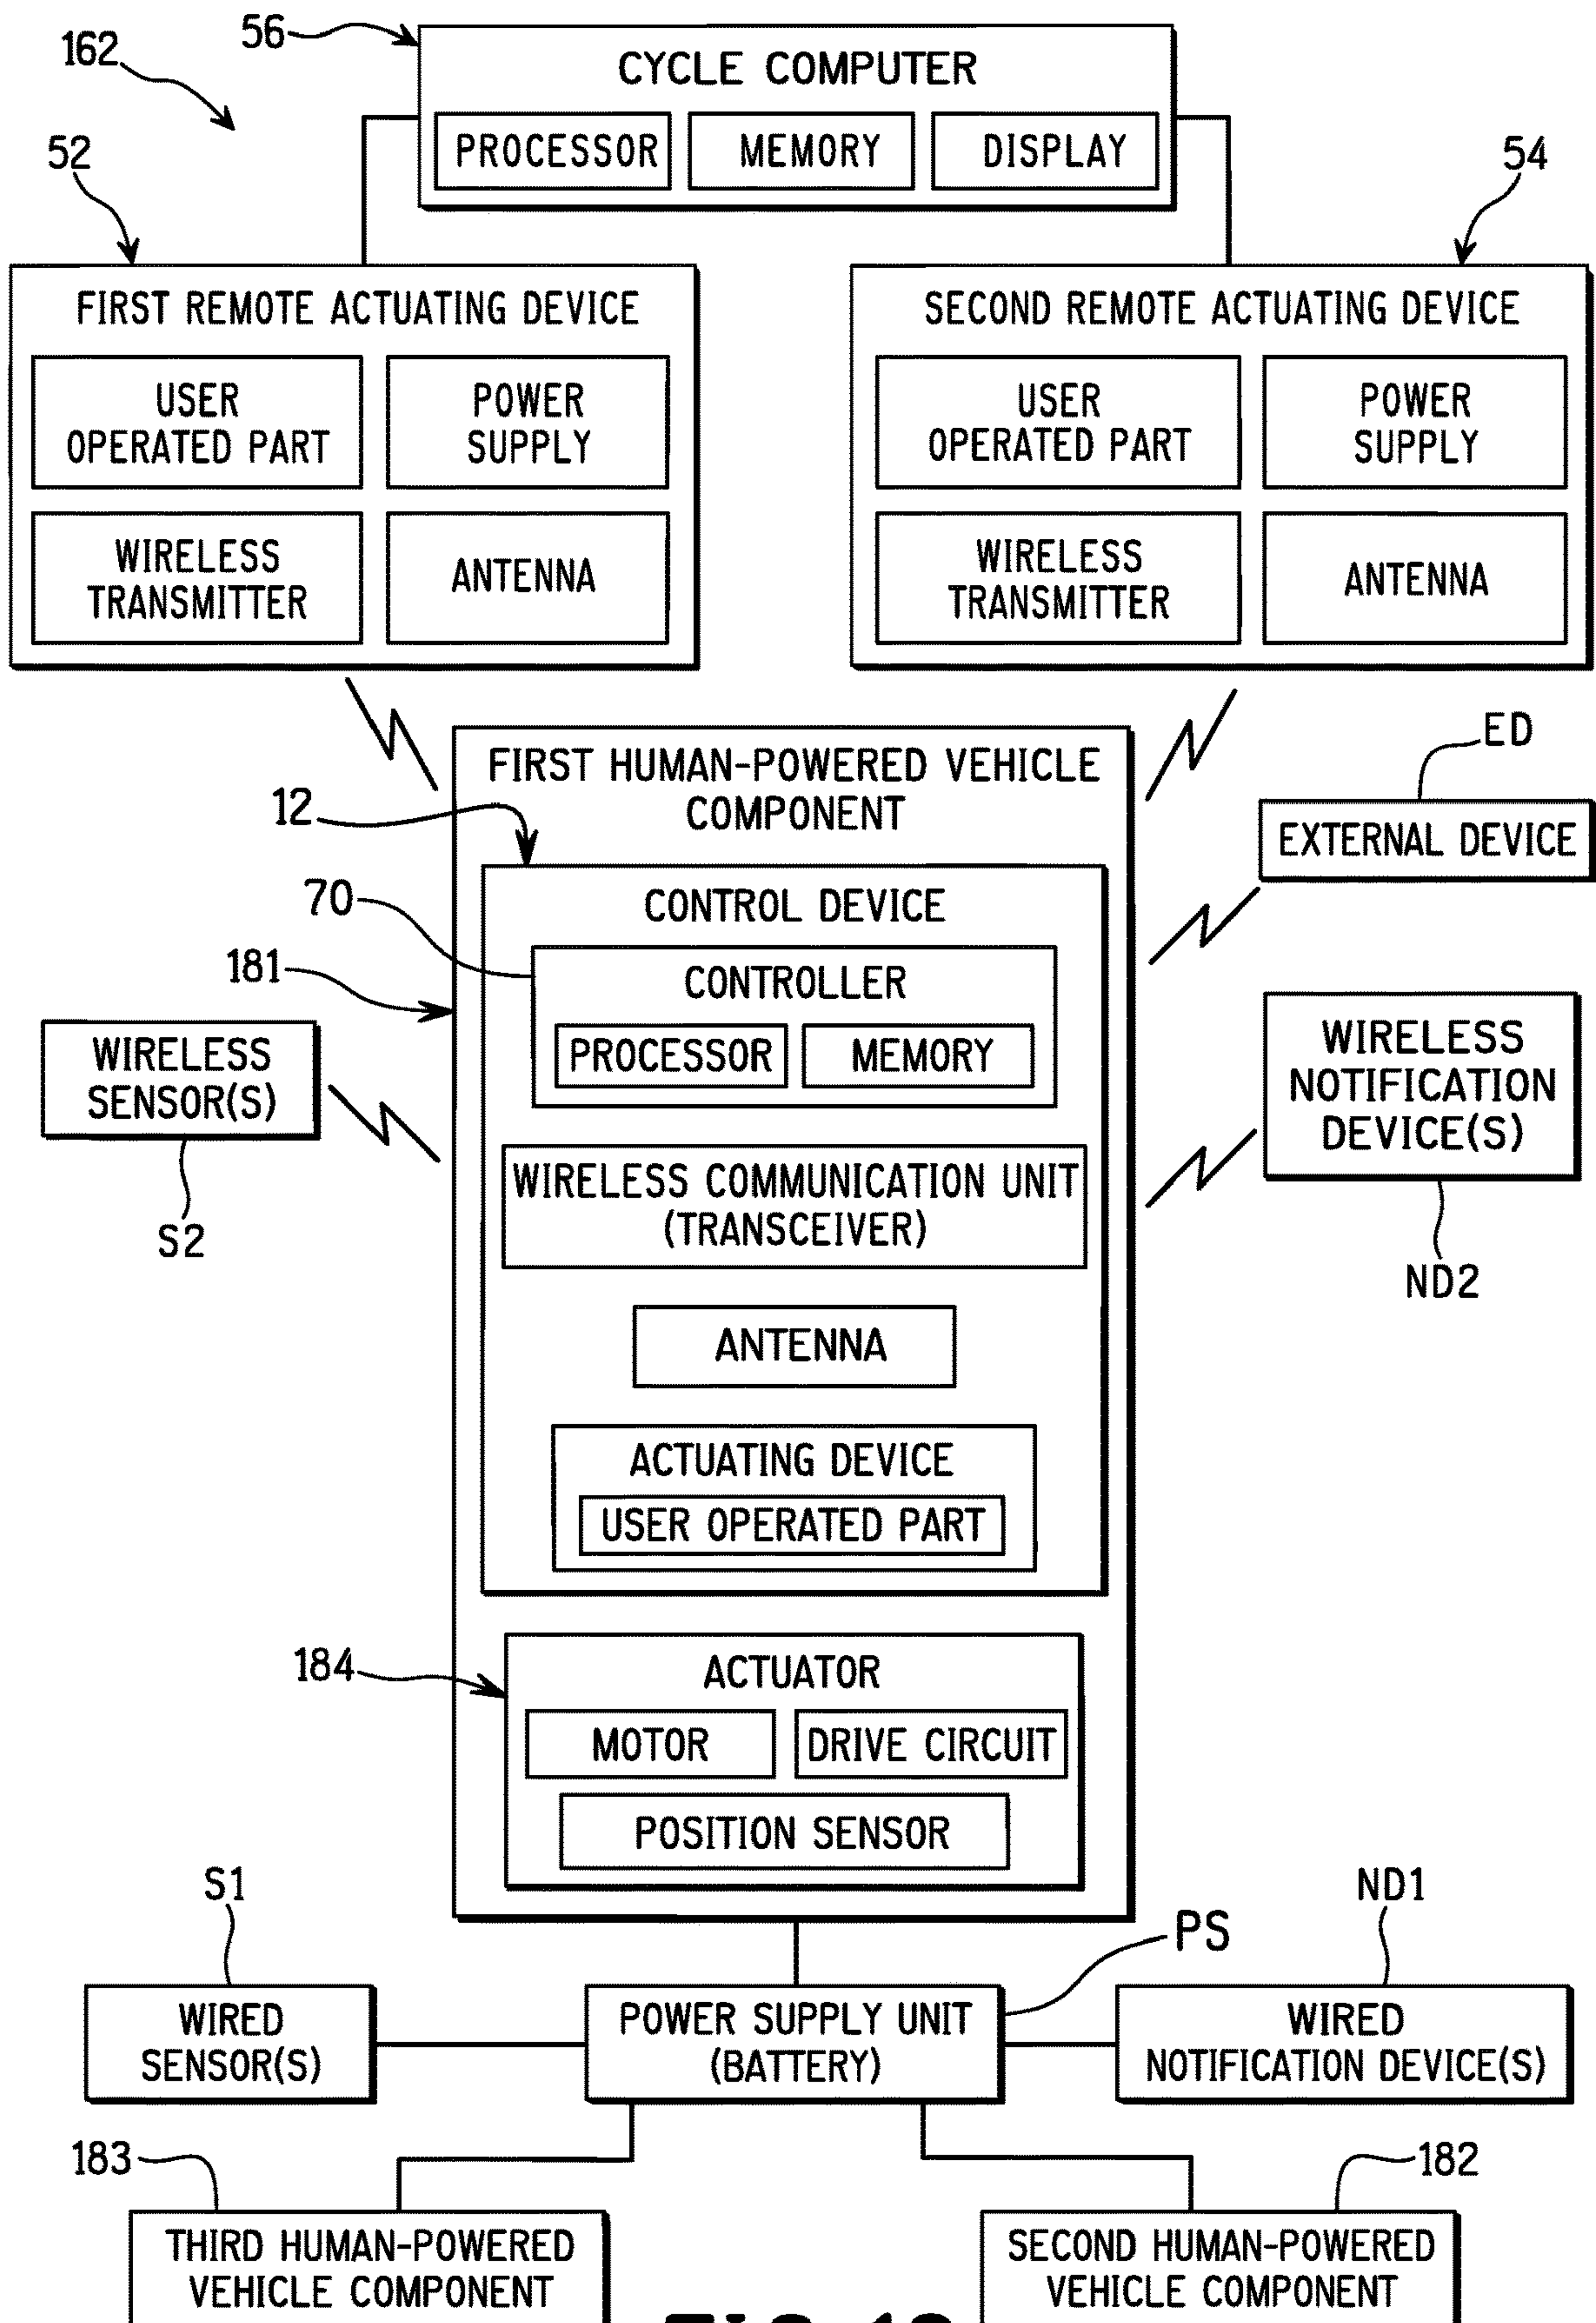 56
162
CYCLE COMPUTER
PROCESSOR
MEMORY
DISPLAY
52
54
FIRST REMOTE ACTUATING DEVICE
USER
OPERATED PART
POWER
SUPPLY
WIRELESS
TRANSMITTER
ANTENNA
SECOND REMOTE ACTUATING DEVICE
USER
OPERATED PART
POWER
SUPPLY
WIRELESS
TRANSMITTER
ANTENNA
FIRST HUMAN-POWERED VEHICLE
COMPONENT
12
ED
EXTERNAL DEVICE
70
CONTROL DEVICE
181
CONTROLLER
PROCESSOR
MEMORY
WIRELESS
SENSOR(S)
S2
WIRELESS
NOTIFICATION
DEVICE(S)
ND2
WIRELESS COMMUNICATION UNIT
(TRANSCEIVER)
ANTENNA
ACTUATING DEVICE
USER OPERATED PART
184
ACTUATOR
MOTOR
DRIVE CIRCUIT
POSITION SENSOR
S1
ND1
PS
WIRED
SENSOR(S)
POWER SUPPLY UNIT
(BATTERY)
WIRED
NOTIFICATION DEVICE(S)
183
182
THIRD HUMAN-POWERED
VEHICLE COMPONENT
SECOND HUMAN-POWERED
VEHICLE COMPONENT